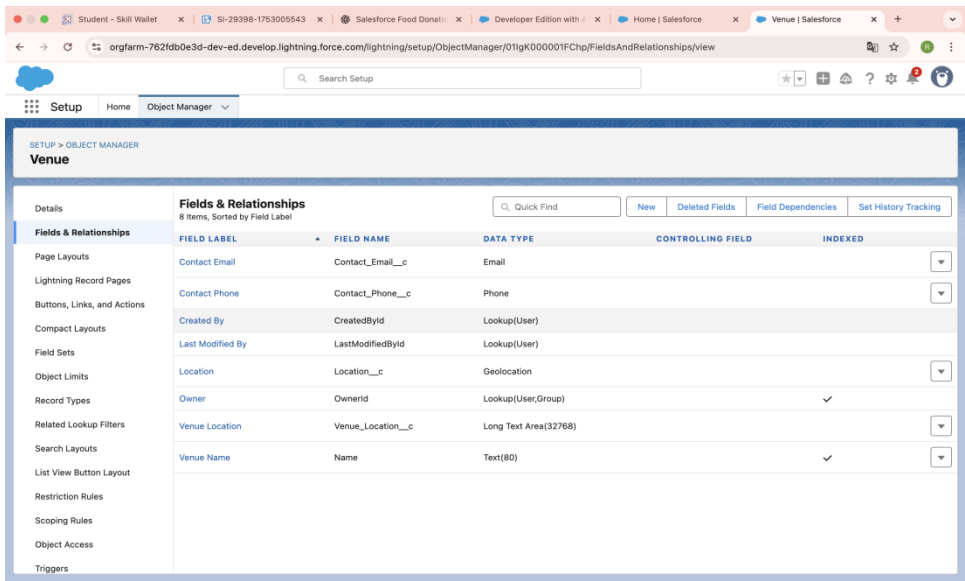 Student - Skill Wallet
SI-29398-1753005543
Salesforce Food Donatic
Developer Edition with A
Home | Salesforce
Venue | Salesforce
orgfarm-762fdb0e3d-dev-ed.develop.lightning.force.com/lightning/setup/ObjectManager/01IgK000001FChp/FieldsAndRelationships/view
R
Search Setup
2
Setup Home Object Manager
SETUP > OBJECT MANAGER
Venue
Details
Fields & Relationships
Page Layouts
Lightning Record Pages
Buttons, Links, and Actions
Compact Layouts
Field Sets
Object Limits
Record Types
Related Lookup Filters
Search Layouts
List View Button Layout
Restriction Rules
Scoping Rules
Object Access
Triggers
Fields & Relationships
8 Items, Sorted by Field Label
Quick Find New Deleted Fields Field Dependencies Set History Tracking
FIELD LABEL FIELD NAME DATA TYPE CONTROLLING FIELD INDEXED
Contact Email Contact_Email__c Email
Contact Phone Contact_Phone__c Phone
Created By CreatedById Lookup(User)
Last Modified By LastModifiedById Lookup(User)
Location Location__c Geolocation
Owner OwnerId Lookup(User,Group)
Venue Location Venue_Location__c Long Text Area(32768)
Venue Name Name Text(80)